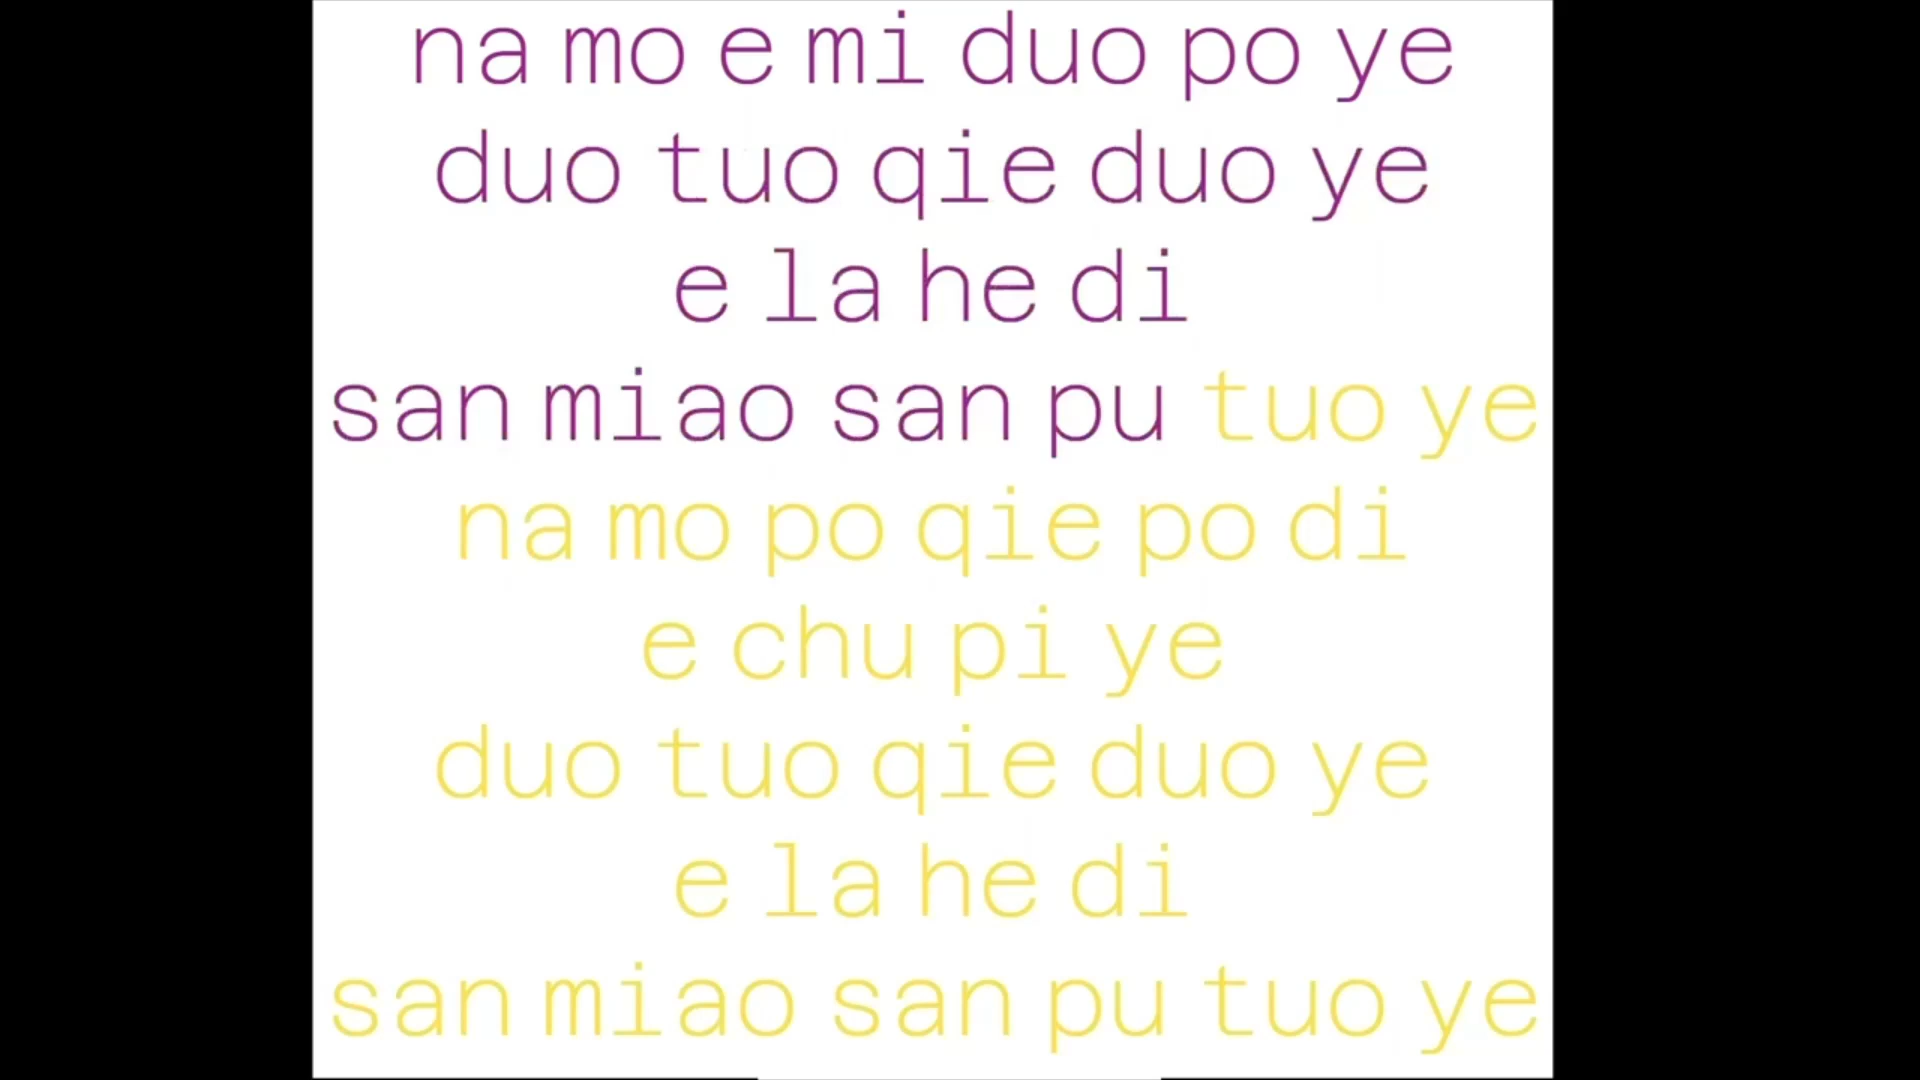 na mo e mi duo po ye
duo tuo qie duo ye
e la he di
san miao san pu tuo ye
na mo po qie po di
e chu pi ye
duo tuo qie duo ye
e la he di
san miao san pu tuo ye